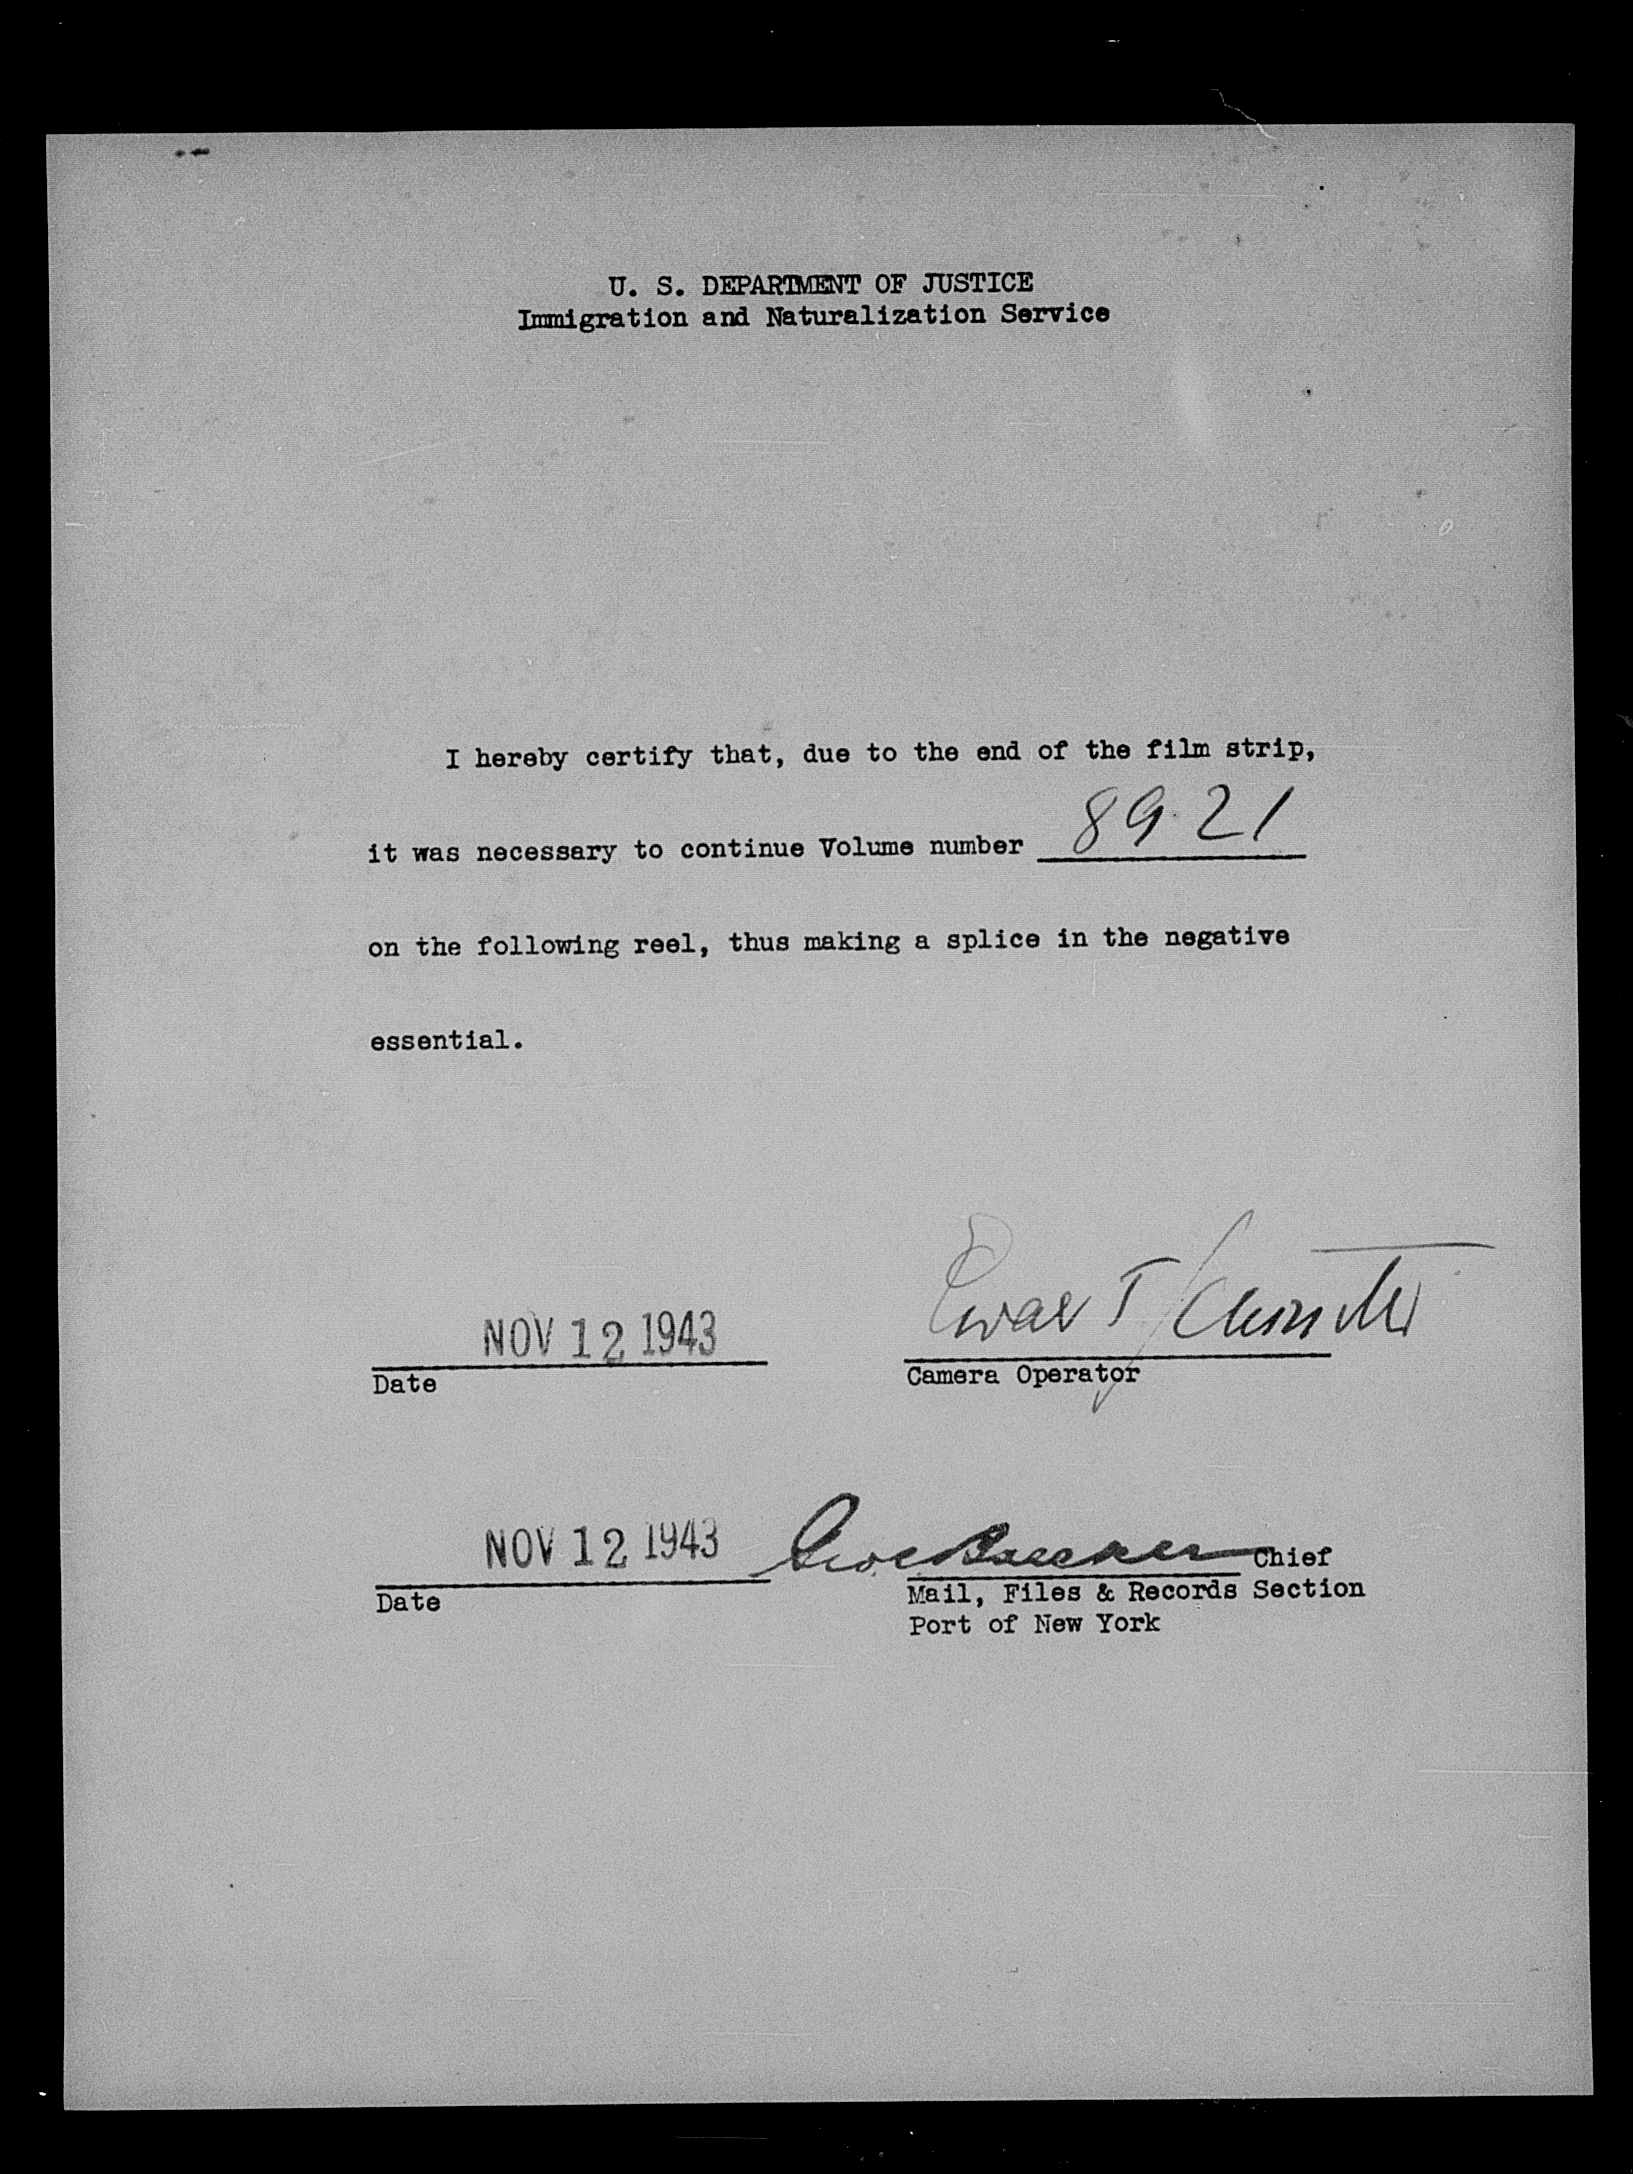 U. S. DEPARTMENT OF JUSTICE
Immigration and Naturalization Service
I hereby certify that, due to the end of the film strip,
it was necessary to continue Volume number 8921
on the following reel, thus making a splice in the negative
essential.
NOV 12 1943
Date
Camera Operator
NOV 12 1943
Date
Chief
Mail, Files & Records Section
Port of New York